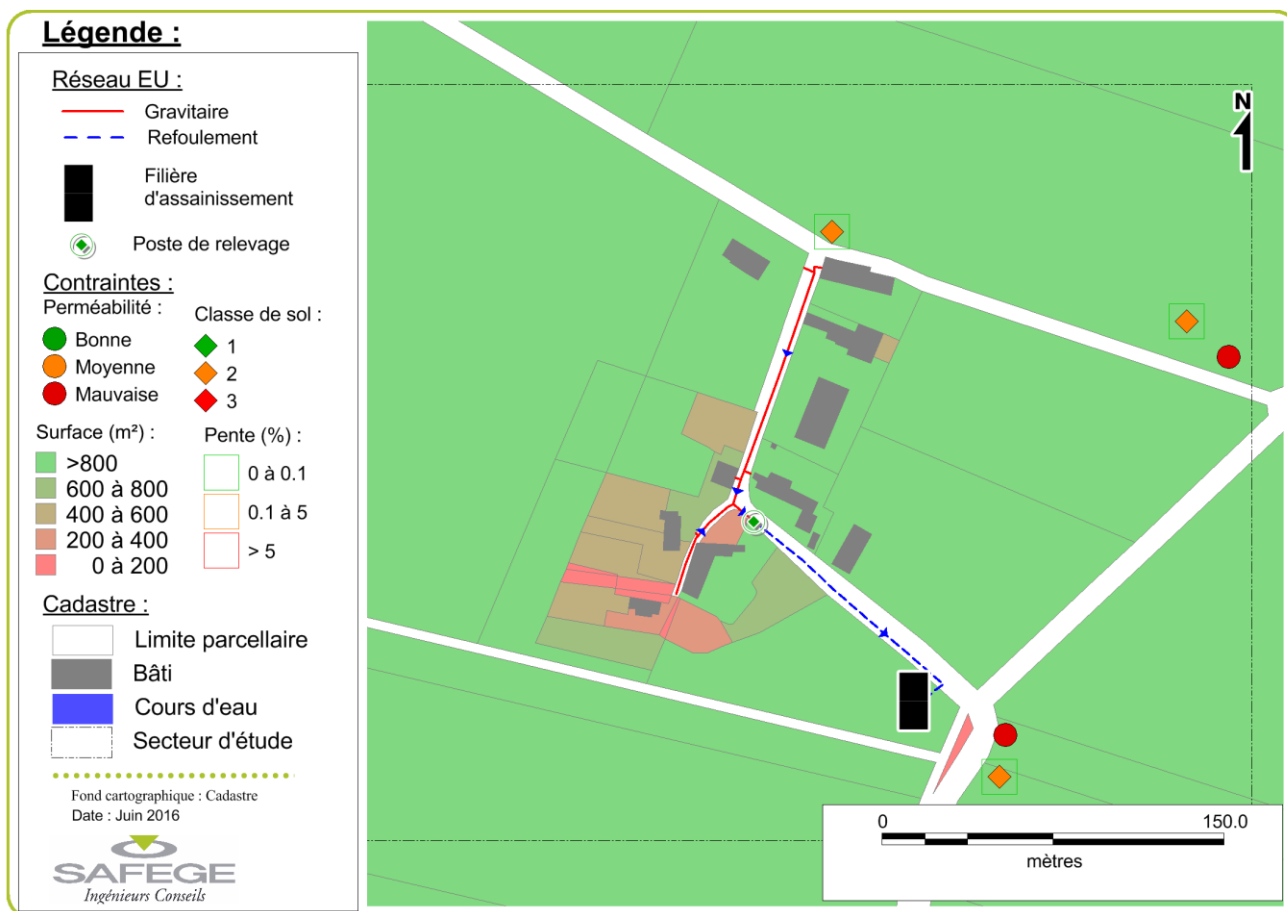 Légende :
Réseau EU :
Gravitaire
Refoulement
Filière
d'assainissement
Poste de relevage
Contraintes :
Perméabilité :
Bonne
Moyenne
Mauvaise
Classe de sol :
1
2
3
Surface (m²) :
>800
600 à 800
400 à 600
200 à 400
0 à 200
Pente (%) :
0 à 0.1
0.1 à 5
> 5
Cadastre :
Limite parcellaire
Bâti
Cours d'eau
Secteur d'étude
Fond cartographique : Cadastre
Date : Juin 2016
SAFEGE
Ingénieurs Conseils
N
0 150.0
mètres